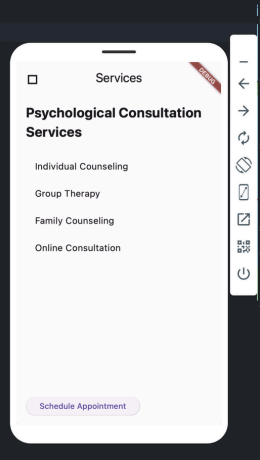 Services
DEBUG
Psychological Consultation
Services
Individual Counseling
Group Therapy
Family Counseling
Online Consultation
Schedule Appointment